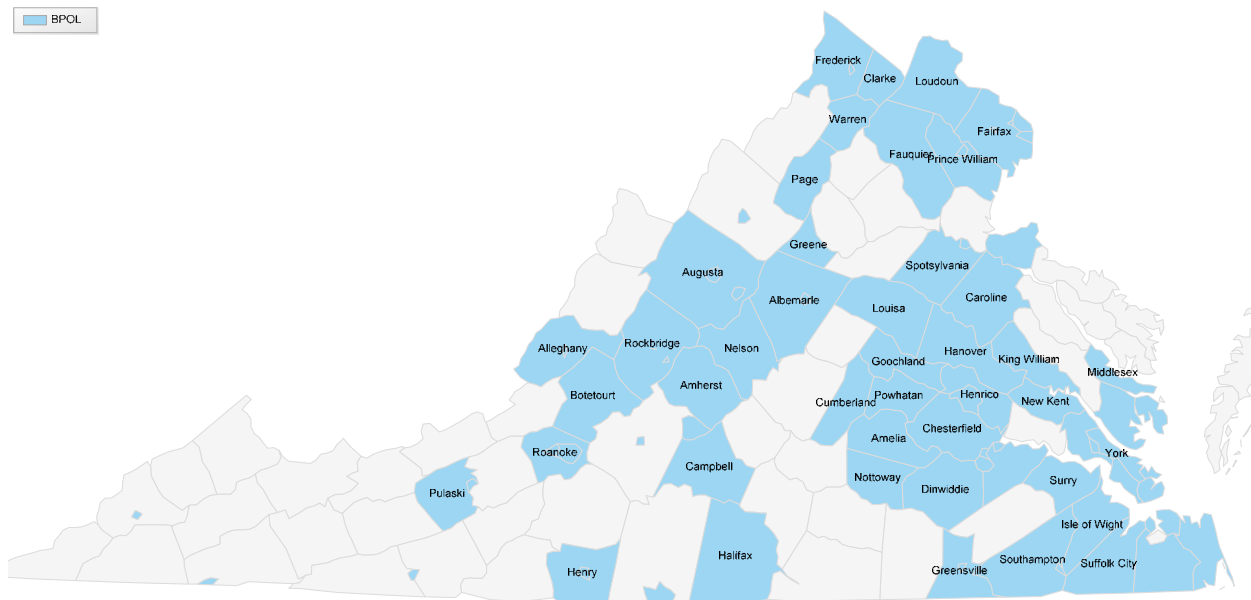 BPOL
Frederick
Clarke
Loudoun
Warren
Fairfax
Fauquier
Prince William
Page
Greene
Spotsylvania
Augusta
Albemarle
Caroline
Louisa
Alleghany
Rockbridge
Nelson
Hanover
Goochland
King William
Middlesex
Amherst
Botetourt
Cumberland
Powhatan
Henrico
New Kent
Chesterfield
Amelia
Roanoke
York
Campbell
Nottoway
Surry
Pulaski
Dinwiddie
Isle of Wight
Halifax
Southampton
Suffolk City
Henry
Greensville